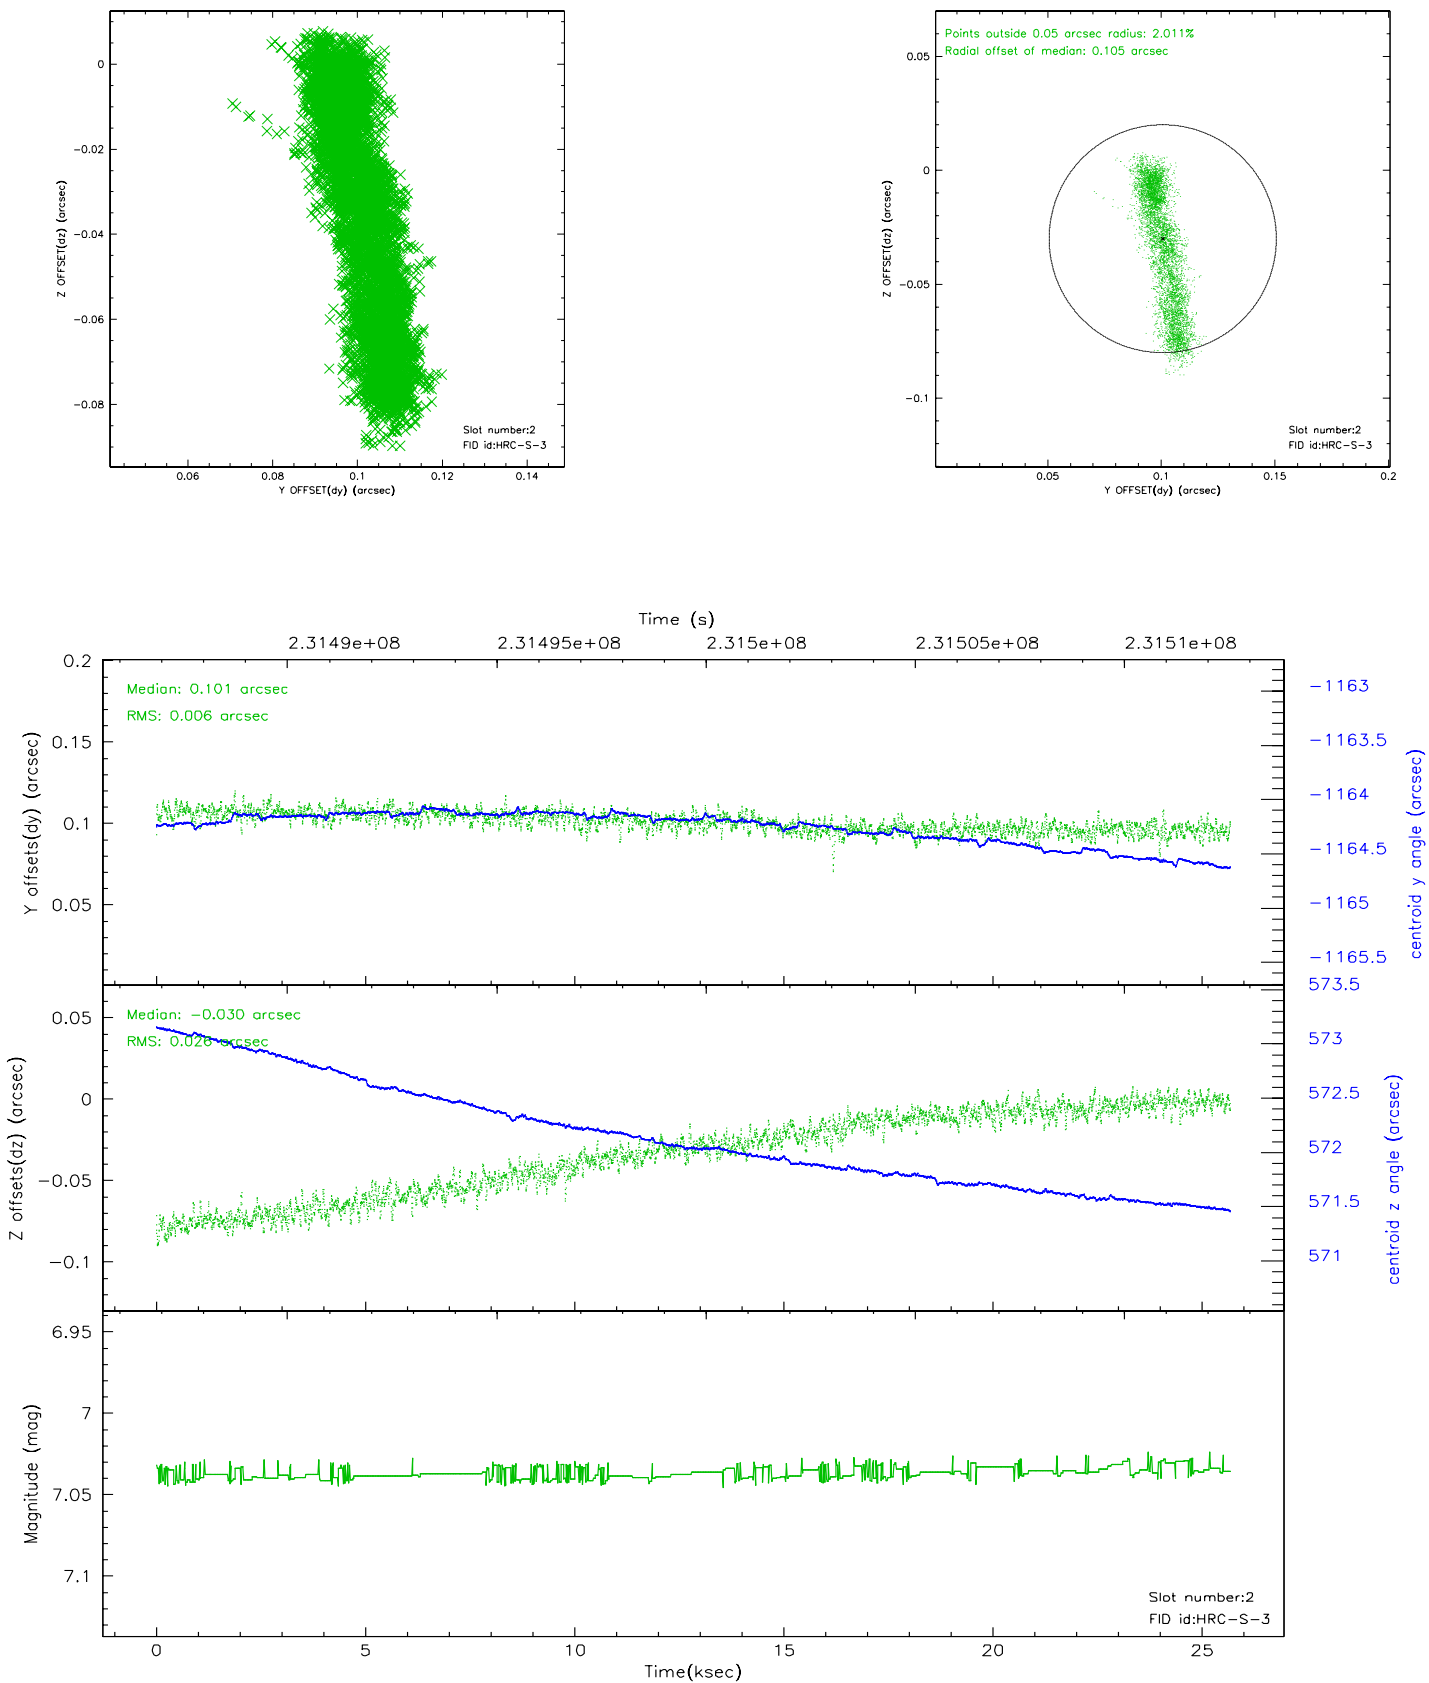 0
−0.02
−0.04
−0.06
−0.08
Z OFFSET(dz) (arcsec)
Slot number:2
FID id:HRC−S−3
0.06 0.08 0.1 0.12 0.14
Y OFFSET(dy) (arcsec)
Points outside 0.05 arcsec radius: 2.011%
Radial offset of median: 0.105 arcsec
0.05
0
−0.05
−0.1
Z OFFSET(dz) (arcsec)
Slot number:2
FID id:HRC−S−3
0.05 0.1 0.15 0.2
Y OFFSET(dy) (arcsec)
Time (s)
2.3149e+08 2.31495e+08 2.315e+08 2.31505e+08 2.3151e+08
Median: 0.101 arcsec
RMS: 0.006 arcsec
0.2
0.15
0.1
0.05
Y offsets(dy) (arcsec)
−1163
−1163.5
−1164
−1164.5
−1165
−1165.5
centroid y angle (arcsec)
Median: −0.030 arcsec
RMS: 0.026 arcsec
0.05
0
−0.05
−0.1
Z offsets(dz) (arcsec)
573.5
573
572.5
572
571.5
571
centroid z angle (arcsec)
6.95
7
7.05
7.1
Magnitude (mag)
Slot number:2
FID id:HRC−S−3
0 5 10 15 20 25
Time(ksec)